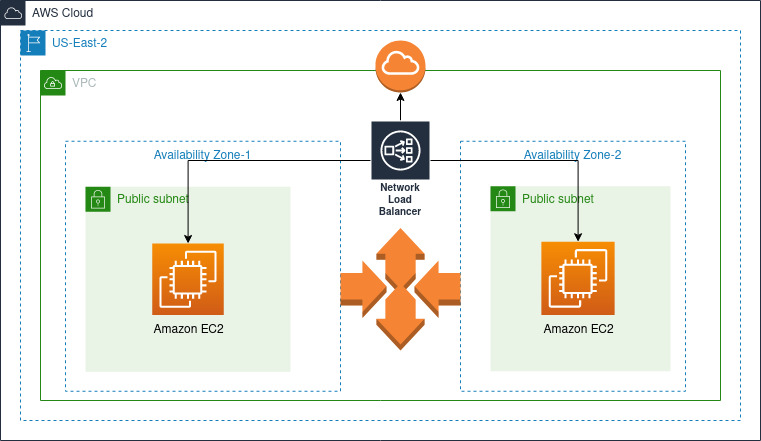 AWS Cloud
US-East-2
VPC
Availability Zone-1
Availability Zone-2
Network
Load
Balancer
Public subnet
Public subnet
Amazon EC2
Amazon EC2